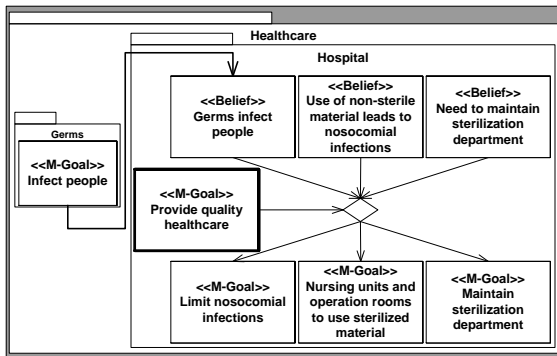 Healthcare
Hospital
<<Belief>>
Germs infect
people
<<Belief>>
Use of non-sterile
material leads to
nosocomial
infections
<<Belief>>
Need to maintain
sterilization
department
Germs
<<M-Goal>>
Infect people
<<M-Goal>>
Provide quality
healthcare
<<M-Goal>>
Limit nosocomial
infections
<<M-Goal>>
Nursing units and
operation rooms
to use sterilized
material
<<M-Goal>>
Maintain
sterilization
department